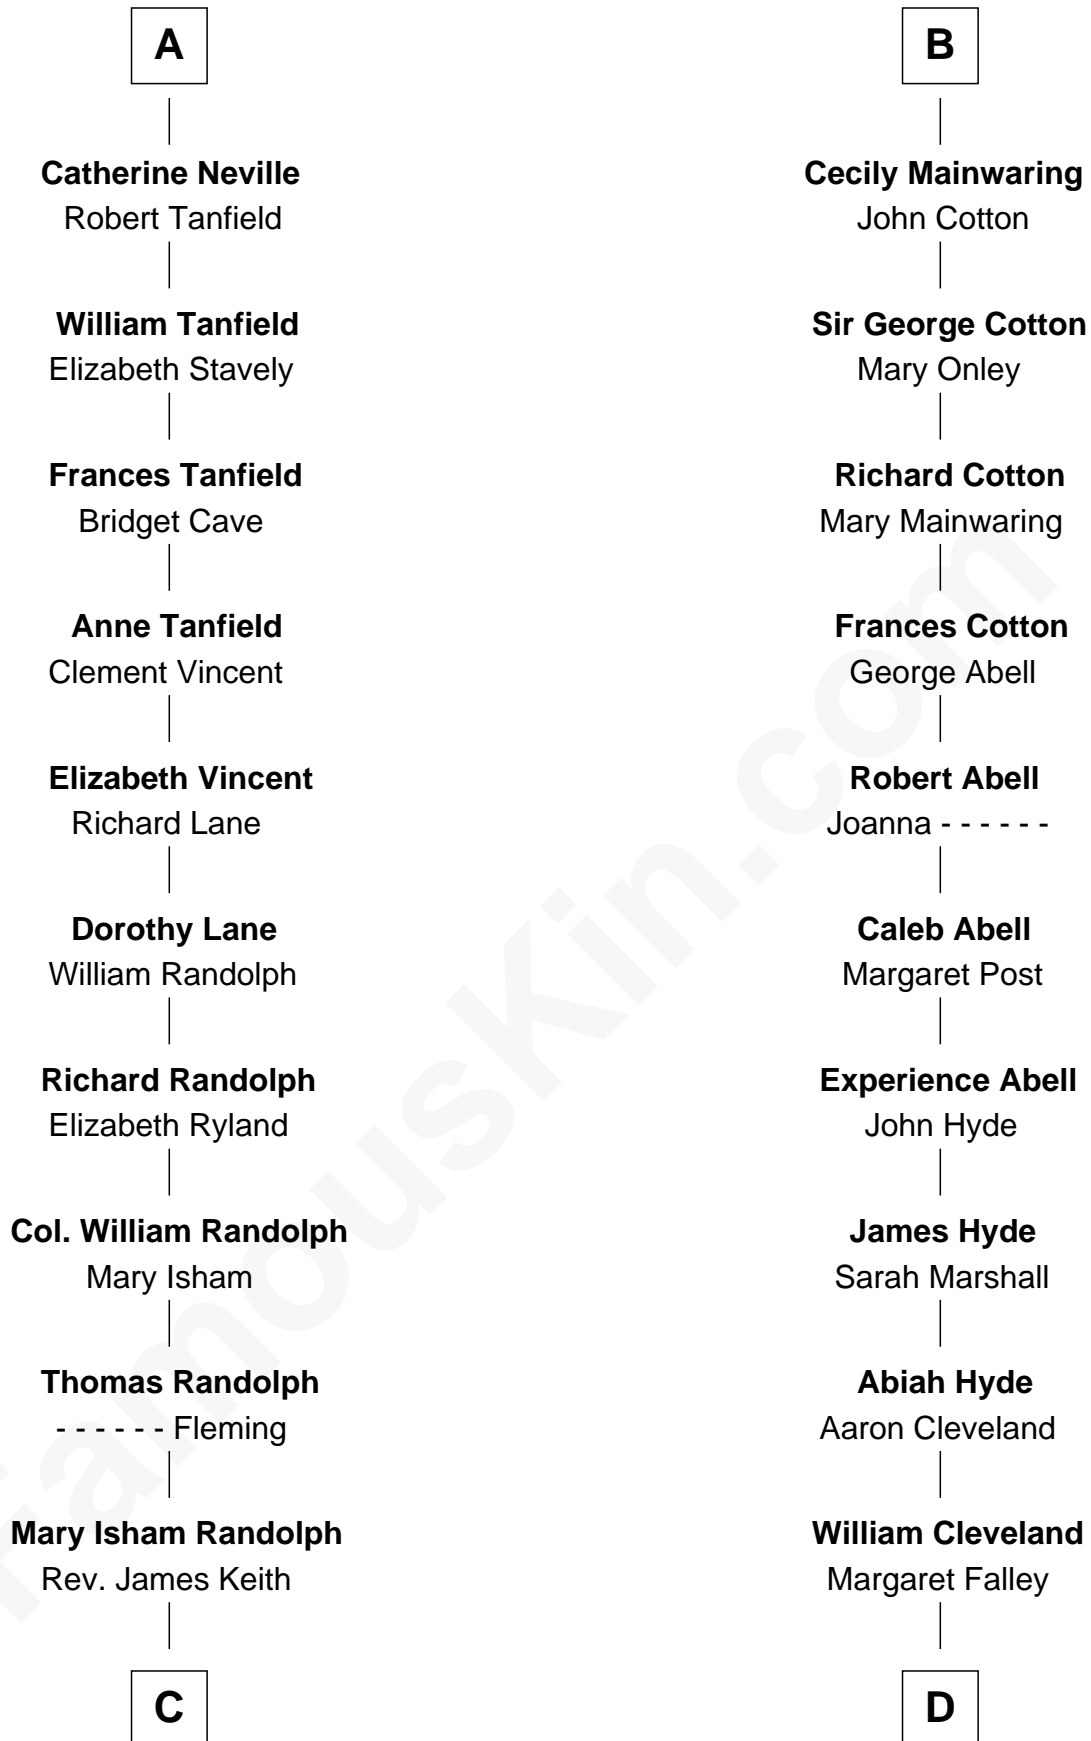 A
Catherine Neville
Robert Tanfield
William Tanfield
Elizabeth Stavely
Frances Tanfield
Bridget Cave
Anne Tanfield
Clement Vincent
Elizabeth Vincent
Richard Lane
Dorothy Lane
William Randolph
Richard Randolph
Elizabeth Ryland
Col. William Randolph
Mary Isham
Thomas Randolph
- - - - - - Fleming
Mary Isham Randolph
Rev. James Keith
C
B
Cecily Mainwaring
John Cotton
Sir George Cotton
Mary Onley
Richard Cotton
Mary Mainwaring
Frances Cotton
George Abell
Robert Abell
Joanna - - - - - -
Caleb Abell
Margaret Post
Experience Abell
John Hyde
James Hyde
Sarah Marshall
Abiah Hyde
Aaron Cleveland
William Cleveland
Margaret Falley
D
FamousKin.com